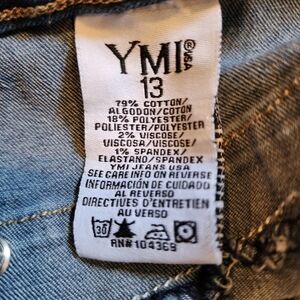 YMI®
USA
13
79% COTTON/
ALGODON/COTON
18% POLYESTER/
POLIESTER/POLYESTER
2% VISCOSE/
VISCOSA/VISCOSE/
1% SPANDEX/
ELASTANO/SPANDEX
YMI JEANS USA
SEE CARE INFO ON REVERSE
INFORMACIÓN DE CUIDADO
AL REVERSO
DIRECTIVES D'ENTRETIEN
AU VERSO
30
RN#104369